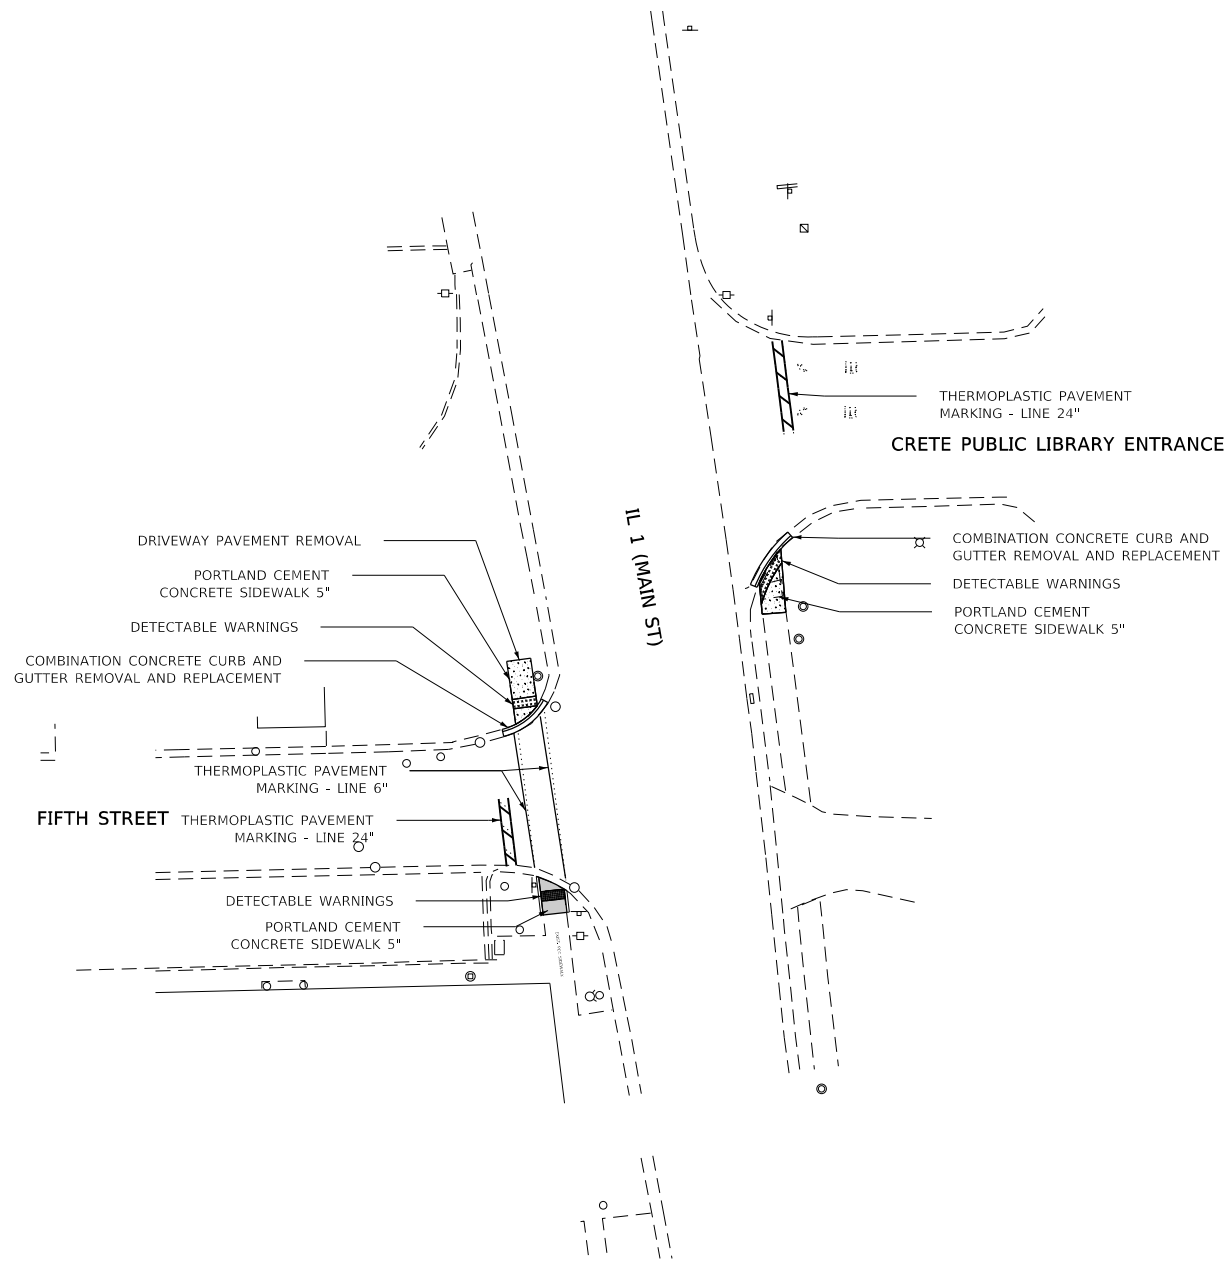 THERMOPLASTIC PAVEMENT
MARKING - LINE 24"
CRETE PUBLIC LIBRARY ENTRANCE
IL 1 (MAIN ST)
DRIVEWAY PAVEMENT REMOVAL
PORTLAND CEMENT
CONCRETE SIDEWALK 5"
DETECTABLE WARNINGS
COMBINATION CONCRETE CURB AND
GUTTER REMOVAL AND REPLACEMENT
COMBINATION CONCRETE CURB AND
GUTTER REMOVAL AND REPLACEMENT
DETECTABLE WARNINGS
PORTLAND CEMENT
CONCRETE SIDEWALK 5"
THERMOPLASTIC PAVEMENT
MARKING - LINE 6"
FIFTH STREET
THERMOPLASTIC PAVEMENT
MARKING - LINE 24"
DETECTABLE WARNINGS
PORTLAND CEMENT
CONCRETE SIDEWALK 5"